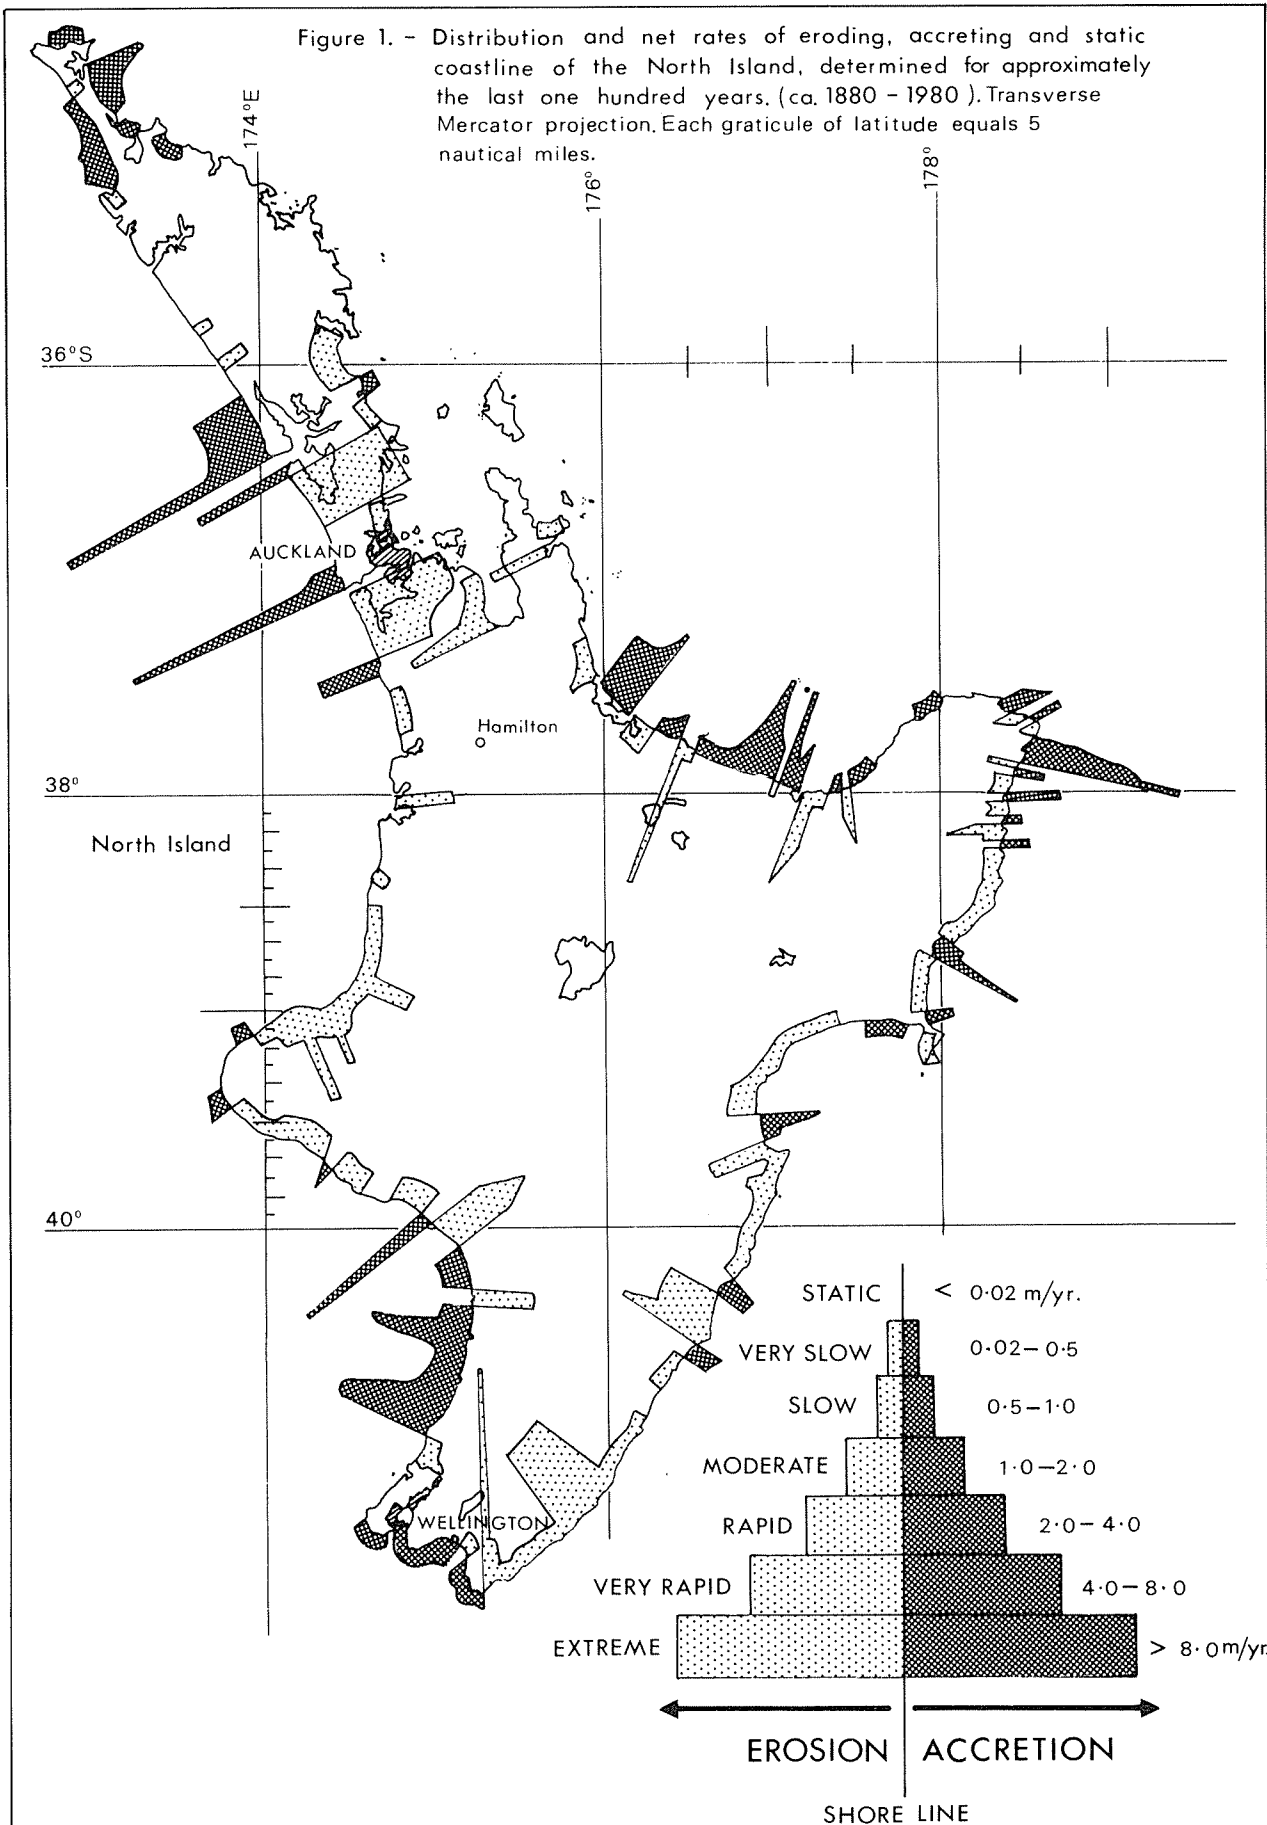 Figure 1. - Distribution and net rates of eroding, accreting and static
coastline of the North Island, determined for approximately
the last one hundred years. (ca. 1880 - 1980 ). Transverse
Mercator projection. Each graticule of latitude equals 5
nautical miles.
174°E
176°
178°
36°S
AUCKLAND
Hamilton
38°
North Island
40°
WELLINGTON
STATIC < 0·02 m/yr.
VERY SLOW 0·02–0·5
SLOW 0·5–1·0
MODERATE 1·0–2·0
RAPID 2·0–4·0
VERY RAPID 4·0–8·0
EXTREME > 8·0m/yr.
EROSION ACCRETION
SHORE LINE